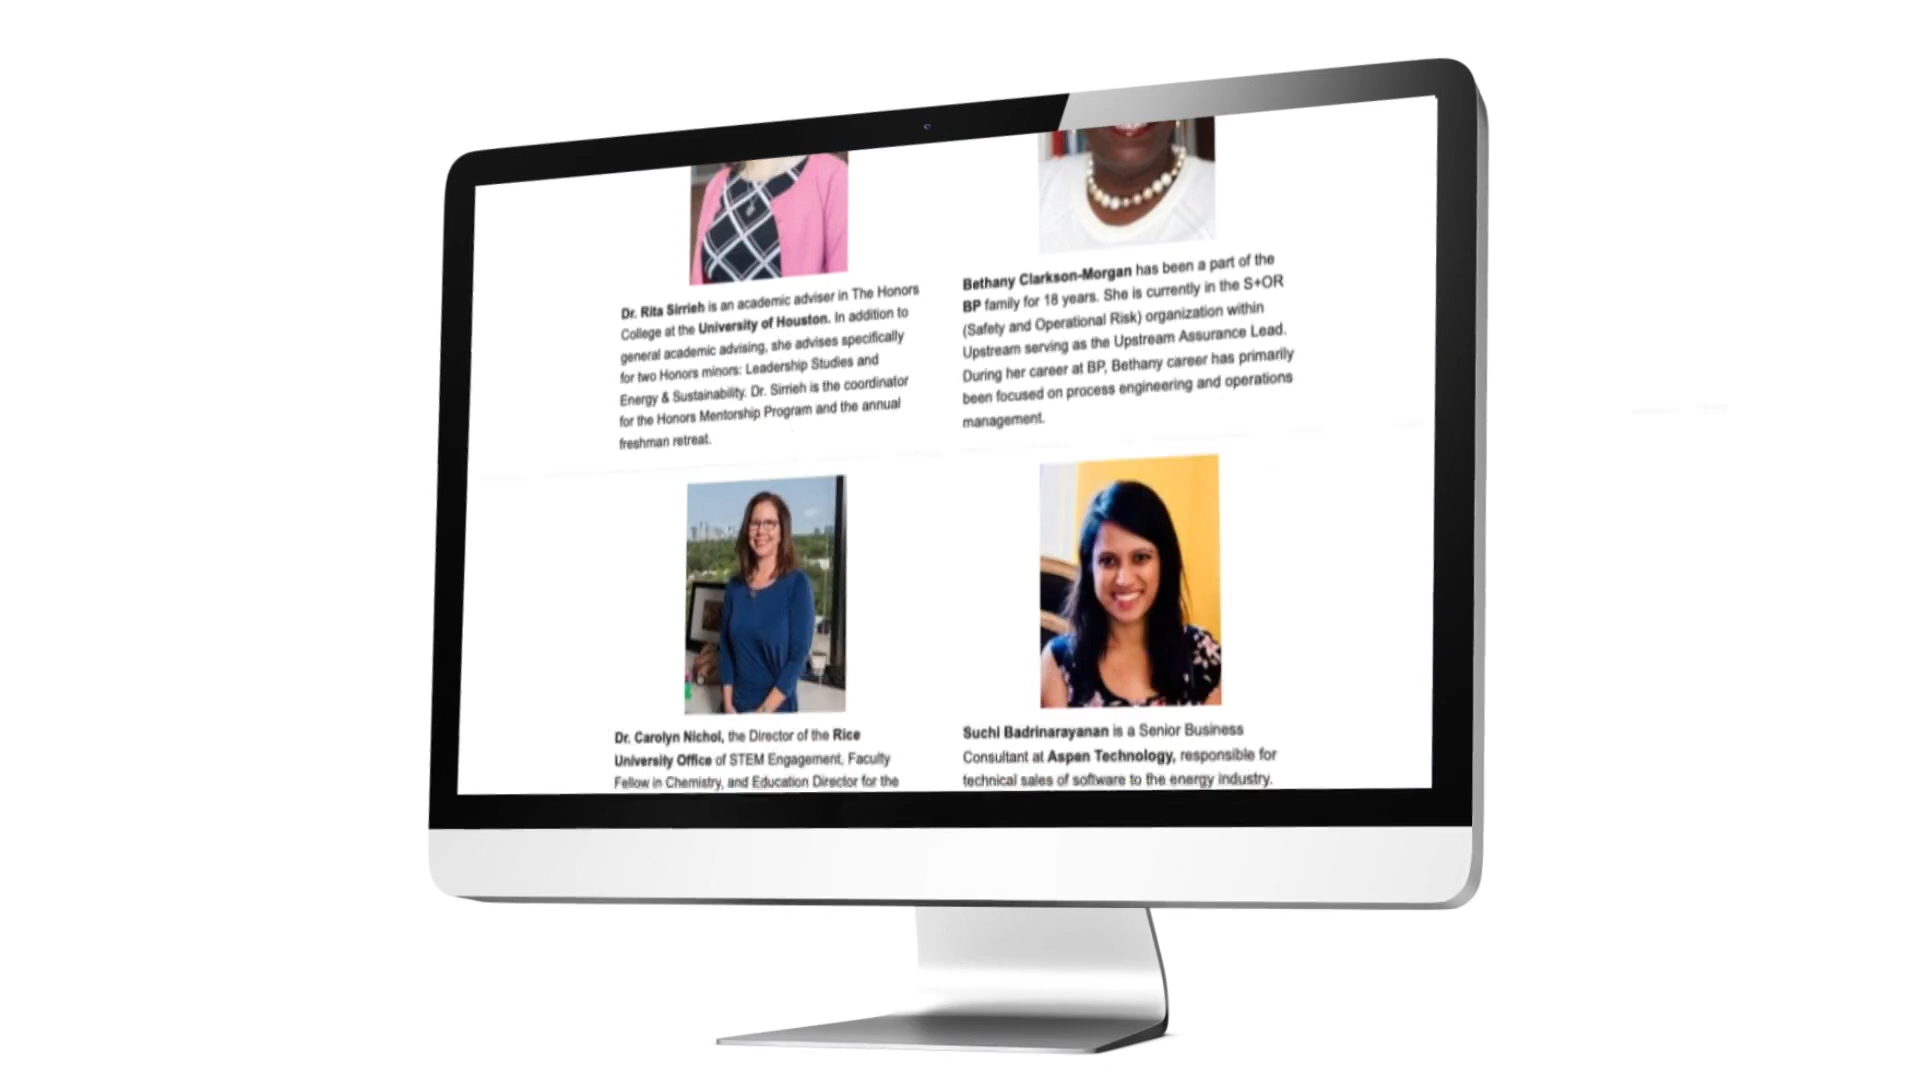 Dr. Rita Sirrieh is an academic adviser in The Honors
College at the University of Houston. In addition to
general academic advising, she advises specifically
for two Honors minors: Leadership Studies and
Energy & Sustainability. Dr. Sirrieh is the coordinator
for the Honors Mentorship Program and the annual
freshman retreat.
Bethany Clarkson-Morgan has been a part of the
BP family for 18 years. She is currently in the S+OR
(Safety and Operational Risk) organization within
Upstream serving as the Upstream Assurance Lead.
During her career at BP, Bethany career has primarily
been focused on process engineering and operations
management.
Dr. Carolyn Nichol, the Director of the Rice
University Office of STEM Engagement, Faculty
Fellow in Chemistry, and Education Director for the
Suchi Badrinarayanan is a Senior Business
Consultant at Aspen Technology, responsible for
technical sales of software to the energy industry.